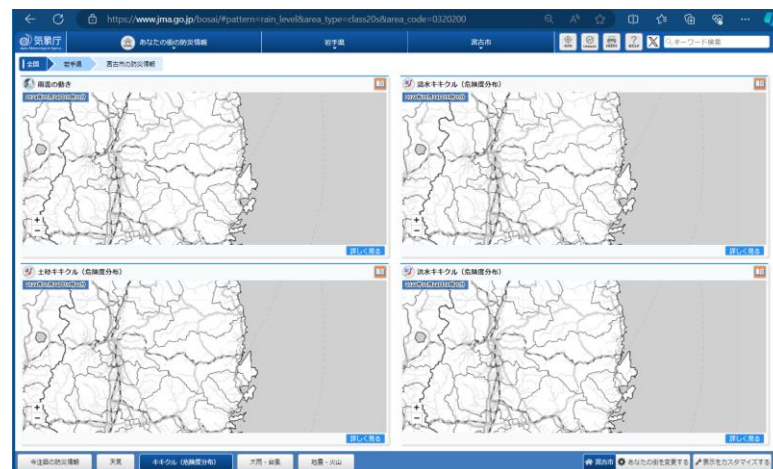 https://www.jma.go.jp/bosai/#pattern=rain_level&area_type=class20s&area_code=0320200
気象庁
あなたの街の防災情報
岩手県
宮古市
キーワード検索
全国
岩手県
宮古市の防災情報
雨雲の動き
浸水キキクル（危険度分布）
+
−
詳しく見る
+
−
詳しく見る
土砂キキクル（危険度分布）
洪水キキクル（危険度分布）
+
−
詳しく見る
+
−
詳しく見る
今注目の防災情報
天気
キキクル（危険度分布）
大雨・台風
地震・火山
宮古市
あなたの街を変更する
表示をカスタマイズする